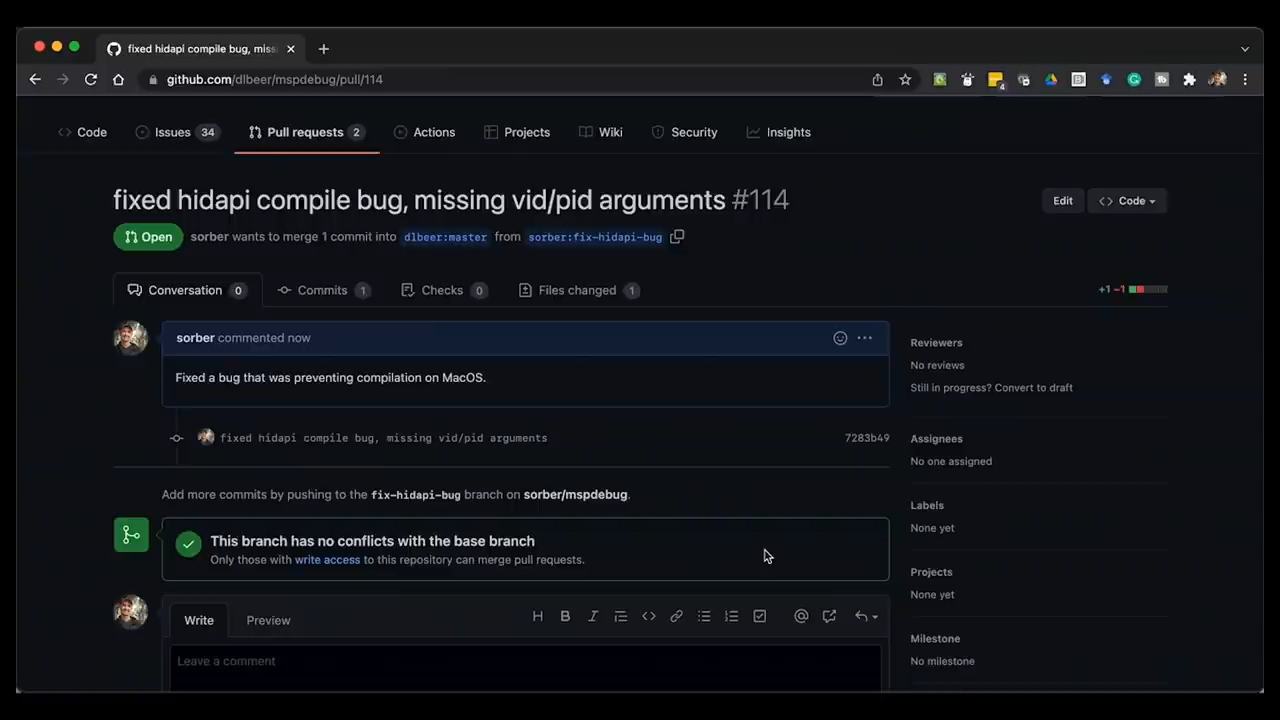 fixed hidapi compile bug, miss
github.com/dlbeer/mspdebug/pull/114
4
Code Issues 34 Pull requests 2 Actions Projects Wiki Security Insights
fixed hidapi compile bug, missing vid/pid arguments #114
Edit Code
Open sorber wants to merge 1 commit into dlbeer:master from sorber:fix-hidapi-bug
Conversation 0 Commits 1 Checks 0 Files changed 1 +1 −1
sorber commented now
Fixed a bug that was preventing compilation on MacOS.
fixed hidapi compile bug, missing vid/pid arguments 7283b49
Add more commits by pushing to the fix-hidapi-bug branch on sorber/mspdebug.
This branch has no conflicts with the base branch
Only those with write access to this repository can merge pull requests.
Write Preview
Leave a comment
Reviewers
No reviews
Still in progress? Convert to draft
Assignees
No one assigned
Labels
None yet
Projects
None yet
Milestone
No milestone